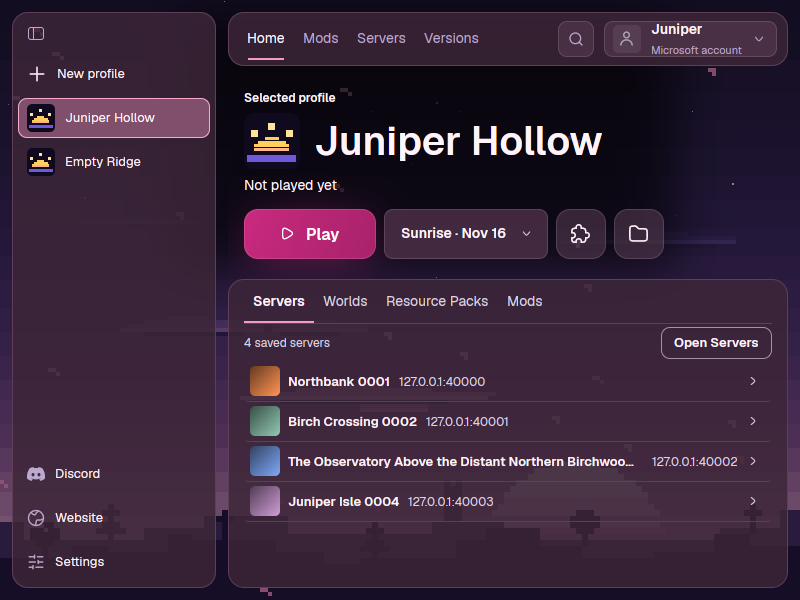 Home Mods Servers Versions
Juniper
Microsoft account
New profile
Juniper Hollow
Empty Ridge
Discord
Website
Settings
Selected profile
Juniper Hollow
Not played yet
Play
Sunrise · Nov 16
Servers Worlds Resource Packs Mods
4 saved servers
Open Servers
Northbank 0001 127.0.0.1:40000
Birch Crossing 0002 127.0.0.1:40001
The Observatory Above the Distant Northern Birchwoo... 127.0.0.1:40002
Juniper Isle 0004 127.0.0.1:40003